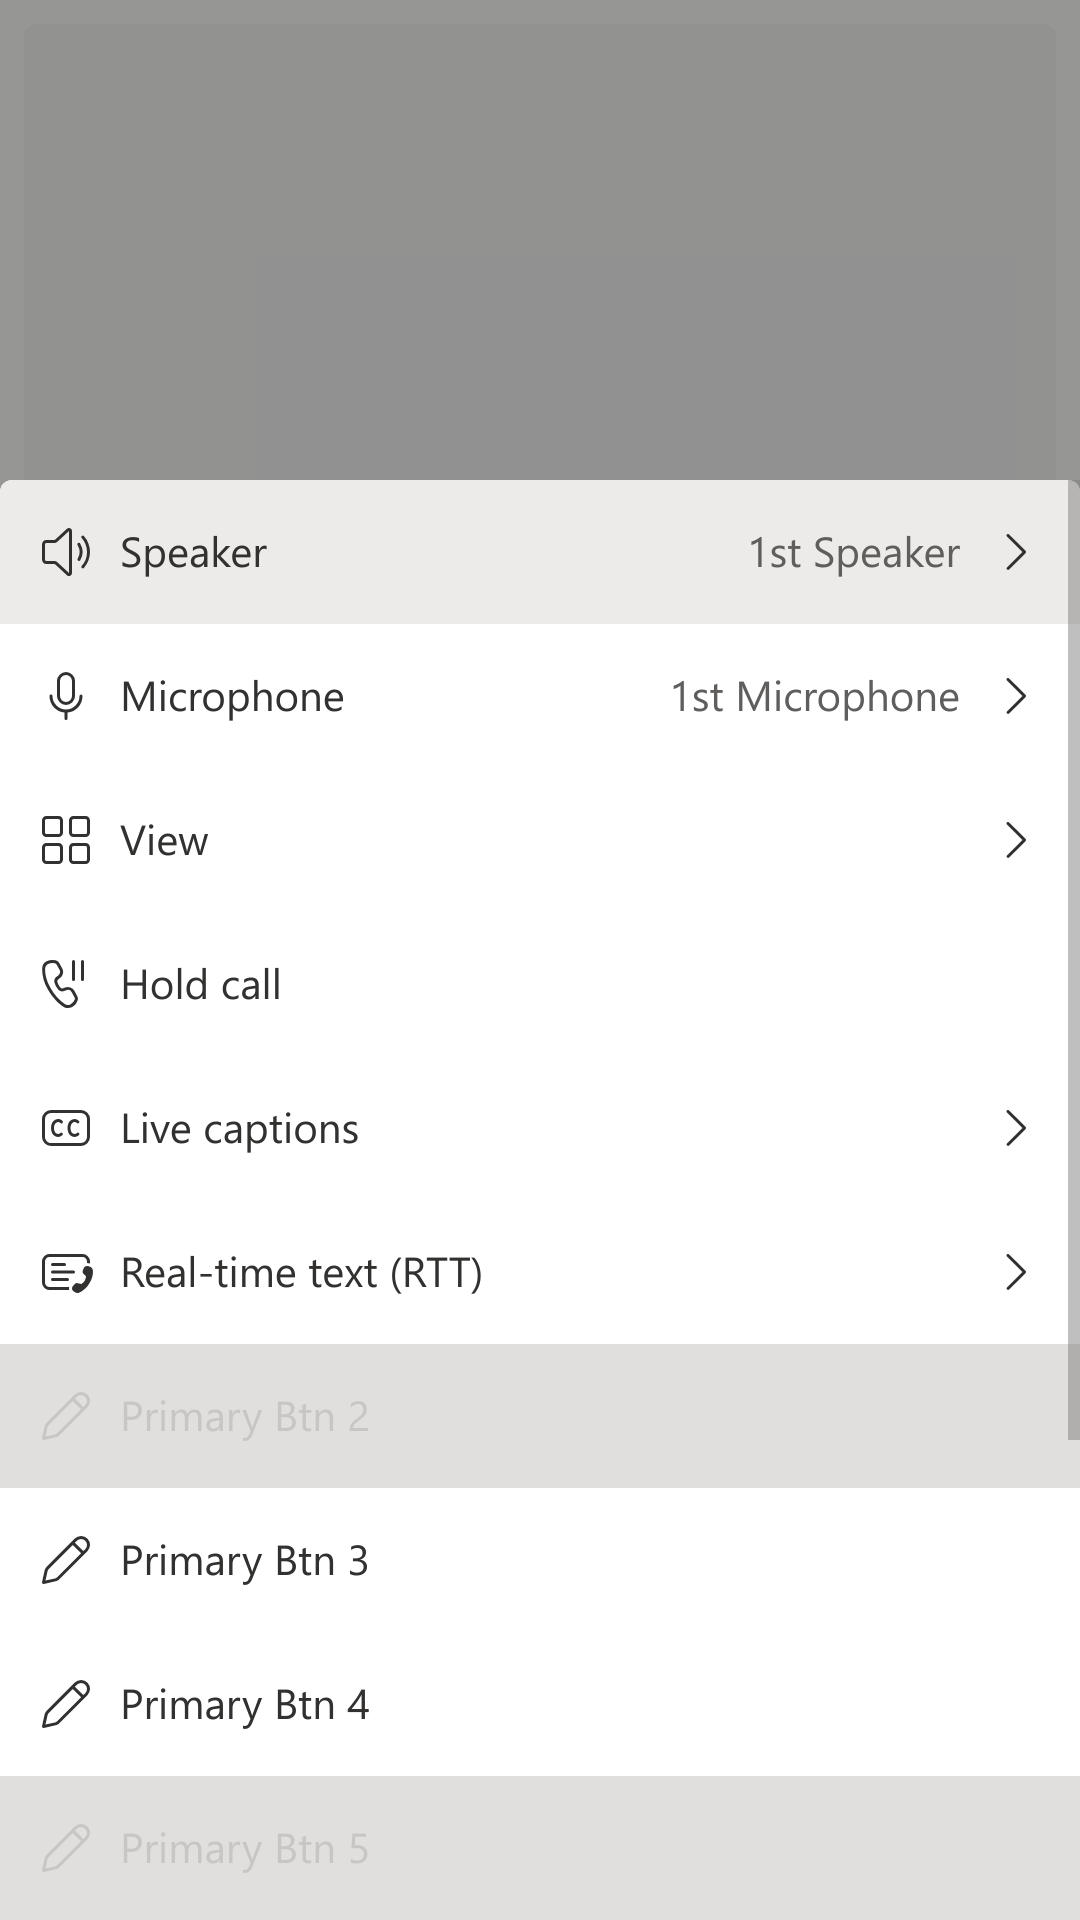 Speaker 1st Speaker
Microphone 1st Microphone
View
Hold call
CC Live captions
Real-time text (RTT)
Primary Btn 2
Primary Btn 3
Primary Btn 4
Primary Btn 5